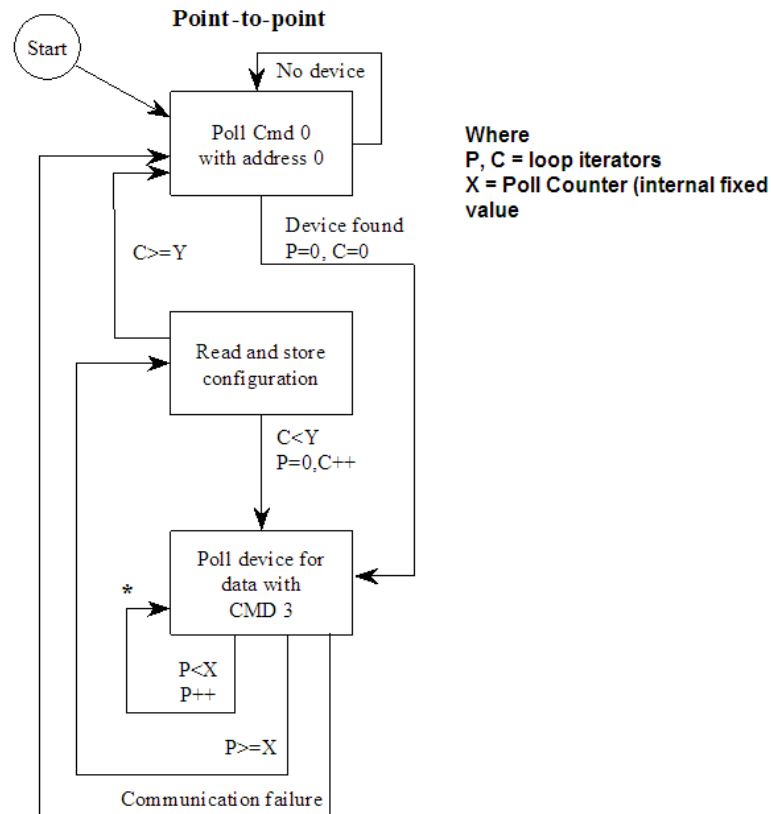 Point-to-point
Start
No device
Poll Cmd 0
with address 0
Where
P, C = loop iterators
X = Poll Counter (internal fixed
value
Device found
P=0, C=0
C>=Y
Read and store
configuration
C<Y
P=0,C++
Poll device for
data with
CMD 3
*
P<X
P++
P>=X
Communication failure